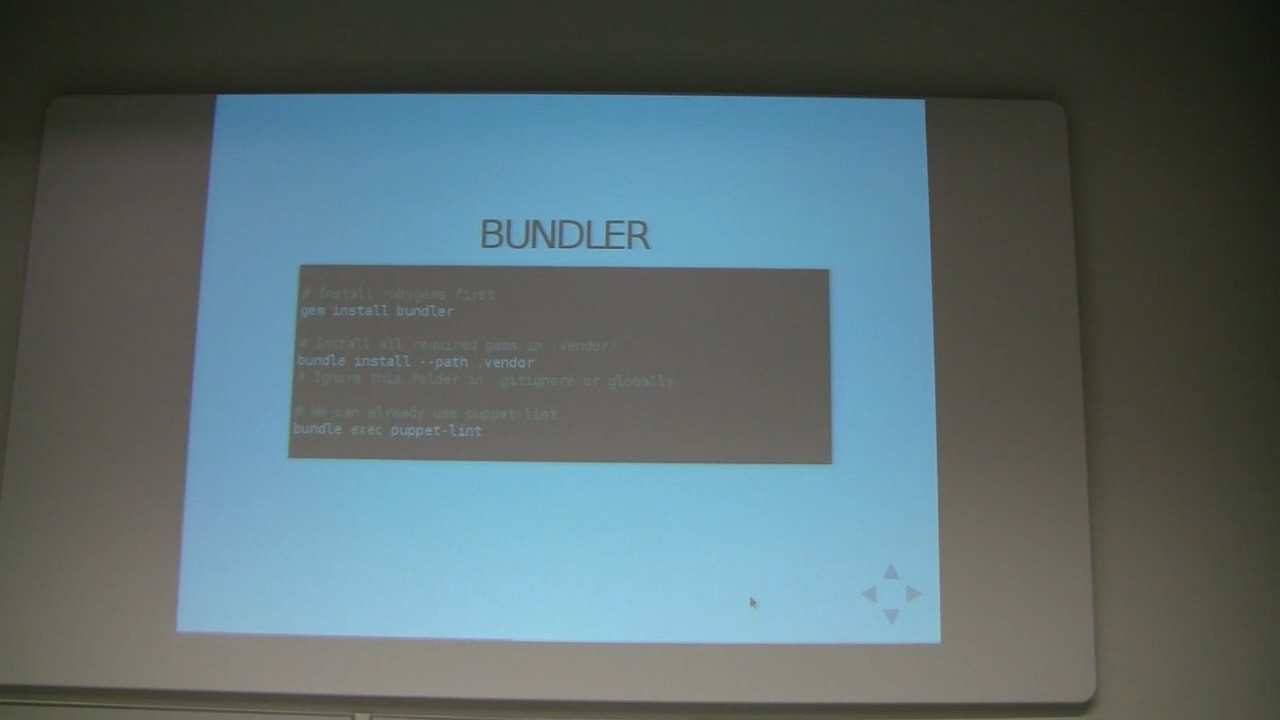 BUNDLER
# Install rubygems first
gem install bundler
# Install all required gems in .vendor/
bundle install --path .vendor
# Ignore this folder in .gitignore or globally
# we can already use puppet-lint
bundle exec puppet-lint